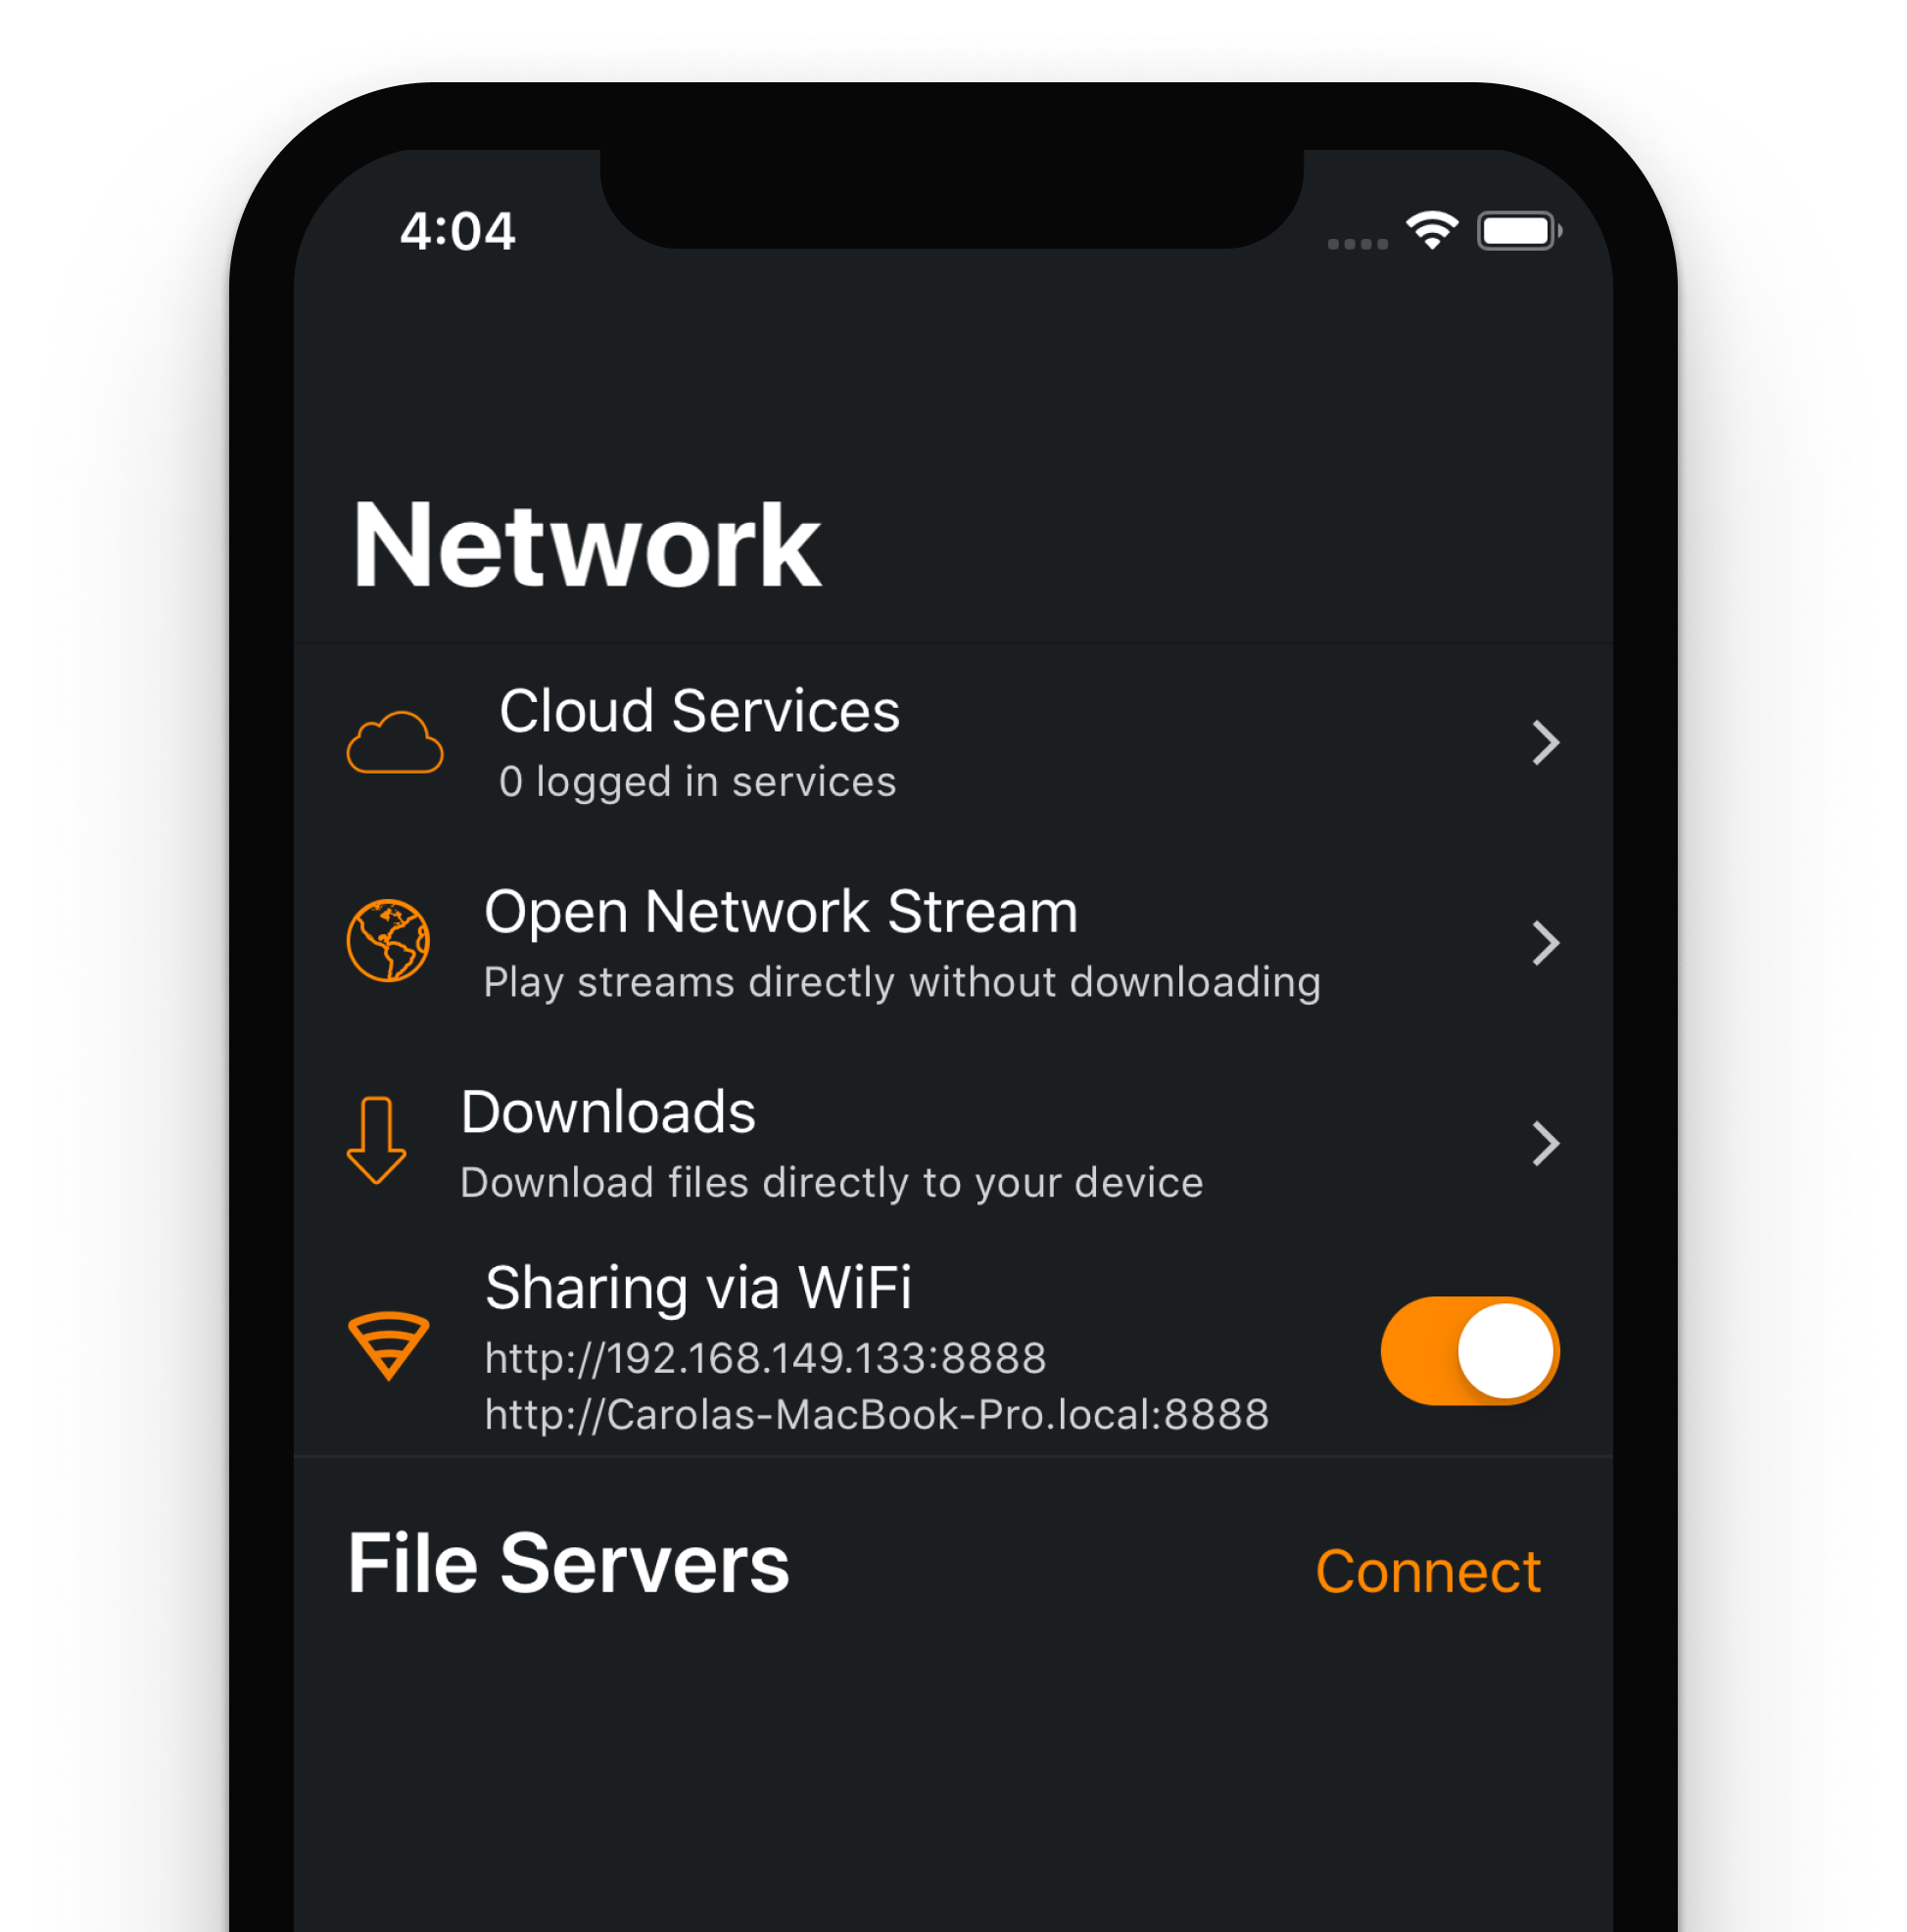 4:04
Network
Cloud Services
0 logged in services
Open Network Stream
Play streams directly without downloading
Downloads
Download files directly to your device
Sharing via WiFi
http://192.168.149.133:8888
http://Carolas-MacBook-Pro.local:8888
File Servers
Connect